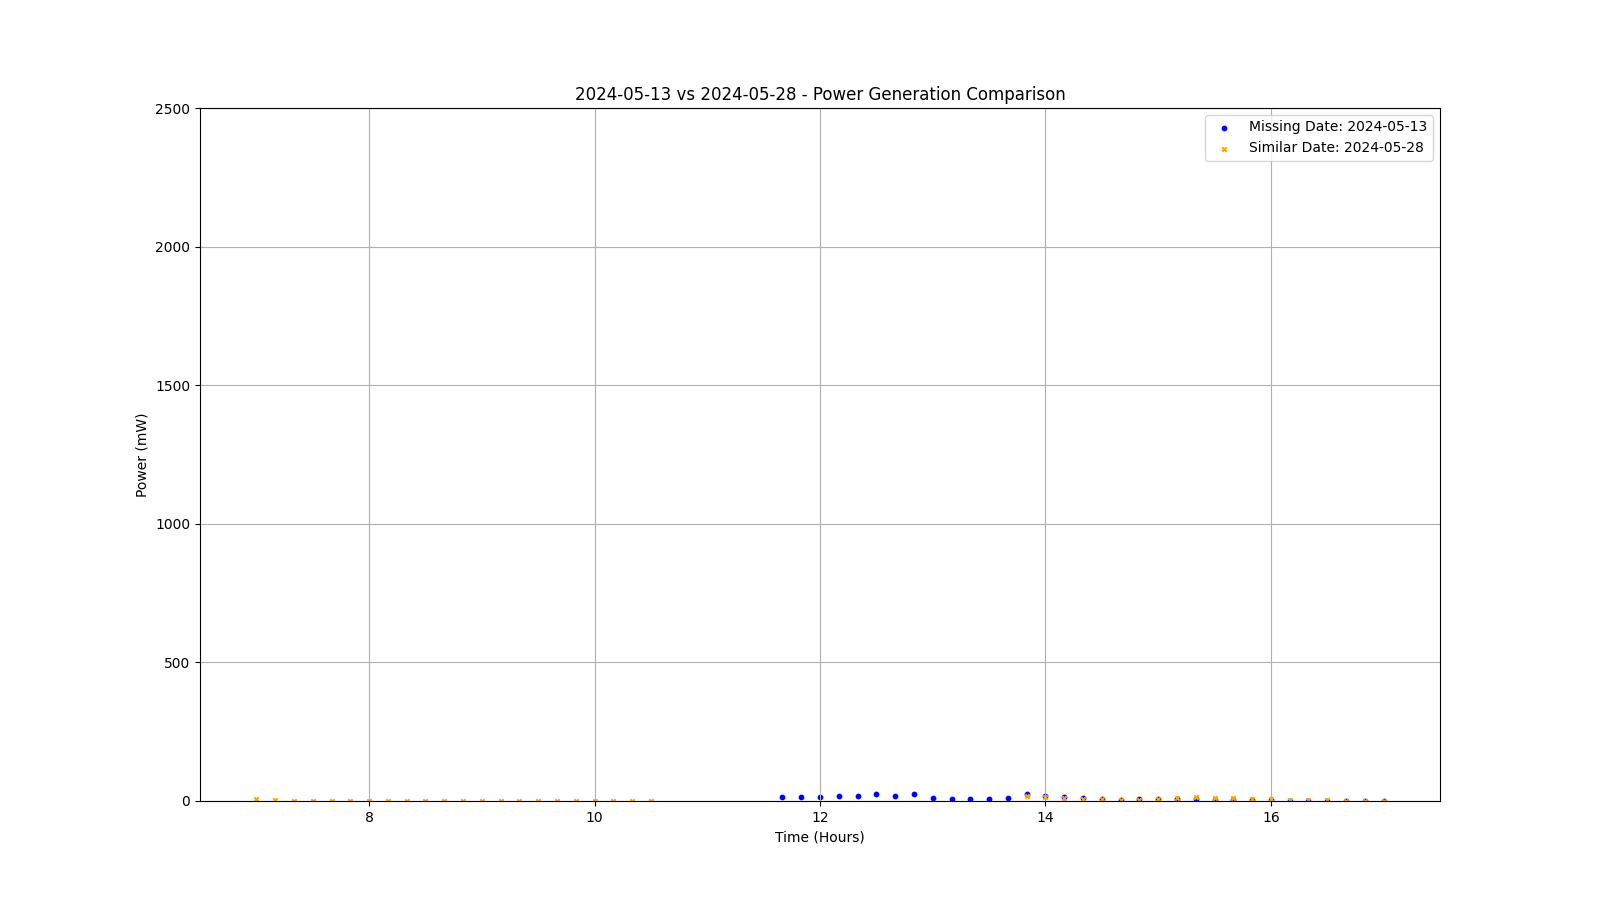 2024-05-13 vs 2024-05-28 - Power Generation Comparison
Missing Date: 2024-05-13
Similar Date: 2024-05-28
2500
2000
1500
1000
500
0
Power (mW)
8 10 12 14 16
Time (Hours)